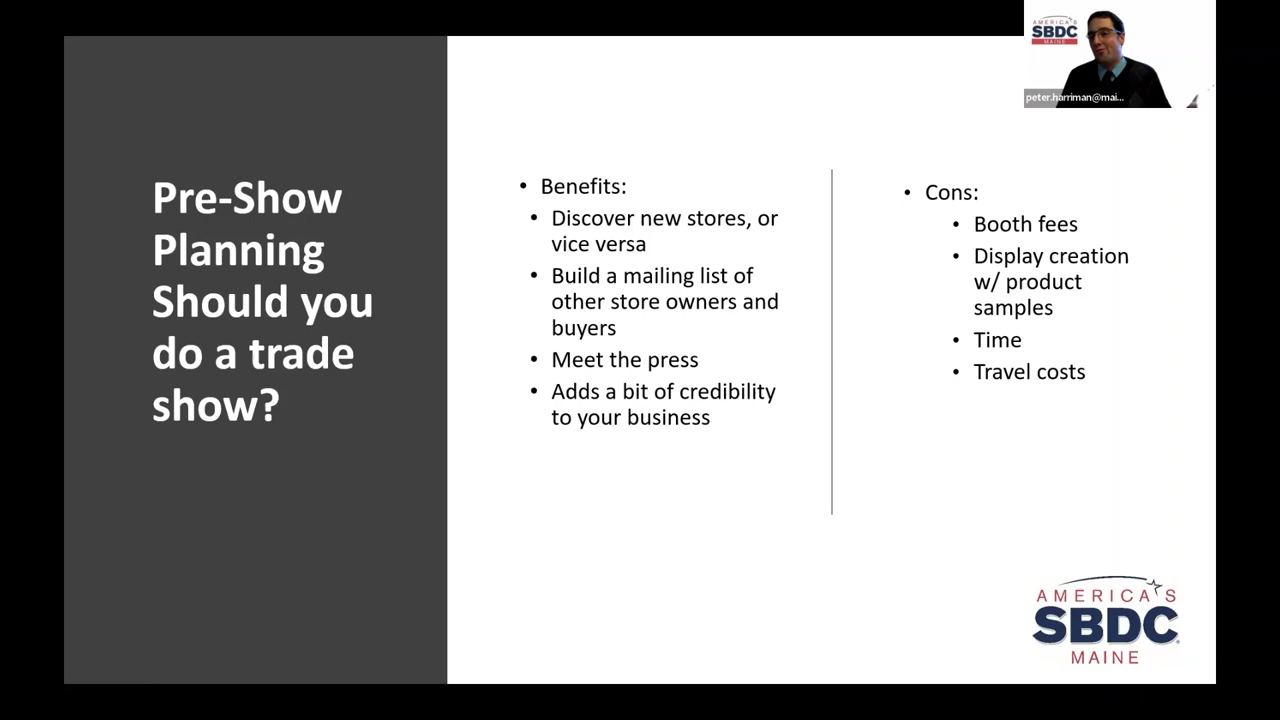 AMERICA'S
SBDC
MAINE
peter.harriman@mai...
Pre-Show
Planning
Should you
do a trade
show?
• Benefits:
• Discover new stores, or
vice versa
• Build a mailing list of
other store owners and
buyers
• Meet the press
• Adds a bit of credibility
to your business
• Cons:
• Booth fees
• Display creation
w/ product
samples
• Time
• Travel costs
AMERICA'S
SBDC
MAINE